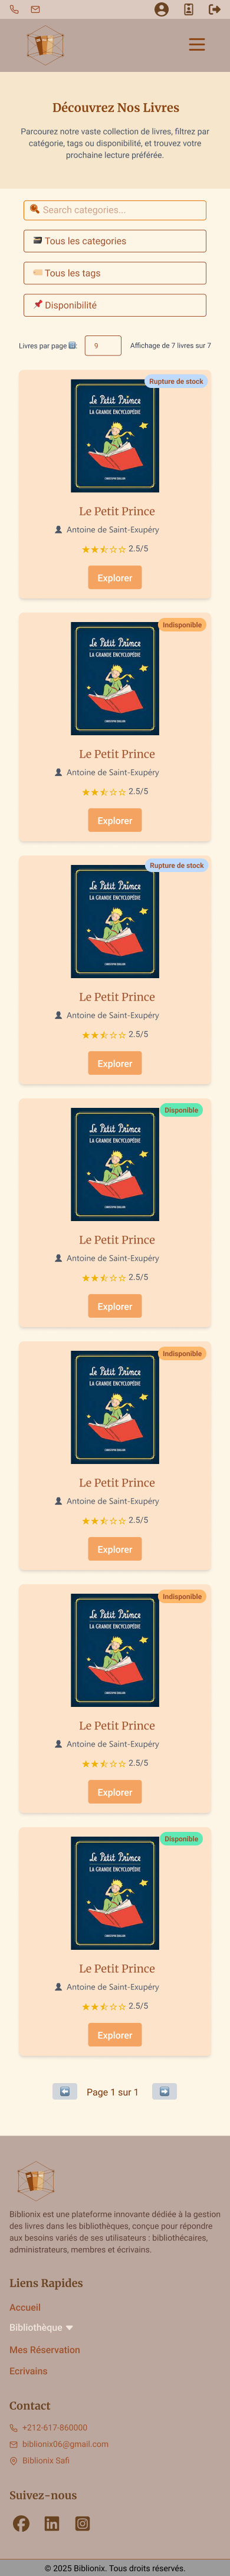 Découvrez Nos Livres
Parcourez notre vaste collection de livres, filtrez par
catégorie, tags ou disponibilité, et trouvez votre
prochaine lecture préférée.
Search categories...
Tous les categories
Tous les tags
Disponibilité
Livres par page : 9 Affichage de 7 livres sur 7
Rupture de stock
Le Petit Prince
LA GRANDE ENCYCLOPÉDIE
Le Petit Prince
Antoine de Saint-Exupéry
2.5/5
Explorer
Indisponible
Le Petit Prince
LA GRANDE ENCYCLOPÉDIE
Le Petit Prince
Antoine de Saint-Exupéry
2.5/5
Explorer
Rupture de stock
Le Petit Prince
LA GRANDE ENCYCLOPÉDIE
Le Petit Prince
Antoine de Saint-Exupéry
2.5/5
Explorer
Disponible
Le Petit Prince
LA GRANDE ENCYCLOPÉDIE
Le Petit Prince
Antoine de Saint-Exupéry
2.5/5
Explorer
Indisponible
Le Petit Prince
LA GRANDE ENCYCLOPÉDIE
Le Petit Prince
Antoine de Saint-Exupéry
2.5/5
Explorer
Indisponible
Le Petit Prince
LA GRANDE ENCYCLOPÉDIE
Le Petit Prince
Antoine de Saint-Exupéry
2.5/5
Explorer
Disponible
Le Petit Prince
LA GRANDE ENCYCLOPÉDIE
Le Petit Prince
Antoine de Saint-Exupéry
2.5/5
Explorer
Page 1 sur 1
Biblionix est une plateforme innovante dédiée à la gestion
des livres dans les bibliothèques, conçue pour répondre
aux besoins variés de ses utilisateurs : bibliothécaires,
administrateurs, membres et écrivains.
Liens Rapides
Accueil
Bibliothèque
Mes Réservation
Ecrivains
Contact
+212-617-860000
biblionix06@gmail.com
Biblionix Safi
Suivez-nous
© 2025 Biblionix. Tous droits réservés.